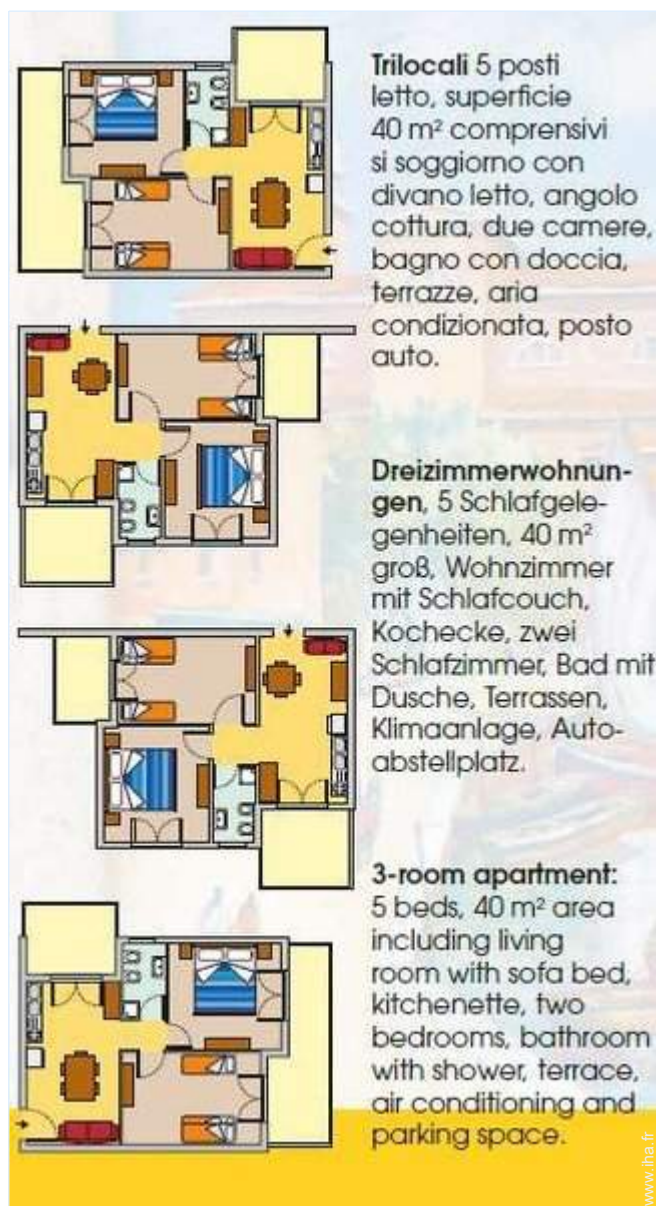 Trilocali 5 posti
letto, superficie
40 m² comprensivi
si soggiorno con
divano letto, angolo
cottura, due camere,
bagno con doccia,
terrazze, aria
condizionata, posto
auto.
Dreizimmerwohnun-
gen, 5 Schlafgele-
genheiten, 40 m²
groß, Wohnzimmer
mit Schlafcouch,
Kochecke, zwei
Schlafzimmer, Bad mit
Dusche, Terrassen,
Klimaanlage, Auto-
abstellplatz.
3-room apartment:
5 beds, 40 m² area
including living
room with sofa bed,
kitchenette, two
bedrooms, bathroom
with shower, terrace,
air conditioning and
parking space.
www.iha.fr